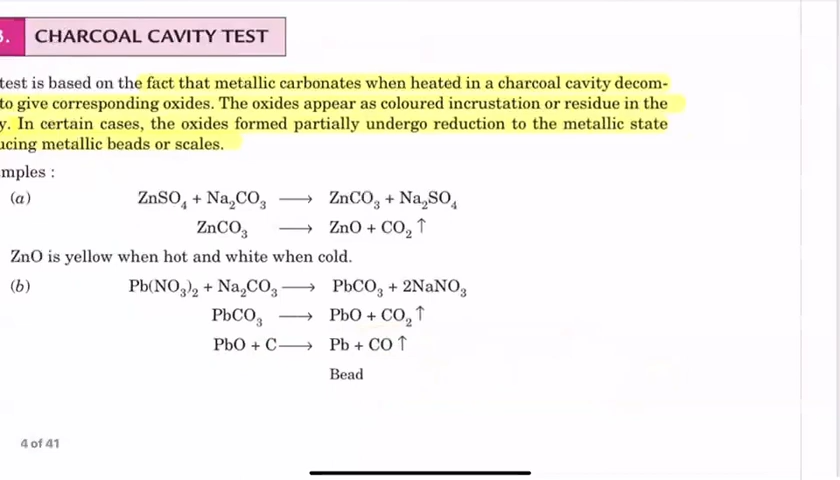 3. CHARCOAL CAVITY TEST
test is based on the fact that metallic carbonates when heated in a charcoal cavity decom-
to give corresponding oxides. The oxides appear as coloured incrustation or residue in the
y. In certain cases, the oxides formed partially undergo reduction to the metallic state
ucing metallic beads or scales.
mples :
(a) ZnSO₄ + Na₂CO₃ ⟶ ZnCO₃ + Na₂SO₄
ZnCO₃ ⟶ ZnO + CO₂ ↑
ZnO is yellow when hot and white when cold.
(b) Pb(NO₃)₂ + Na₂CO₃ ⟶ PbCO₃ + 2NaNO₃
PbCO₃ ⟶ PbO + CO₂ ↑
PbO + C ⟶ Pb + CO ↑
Bead
4 of 41